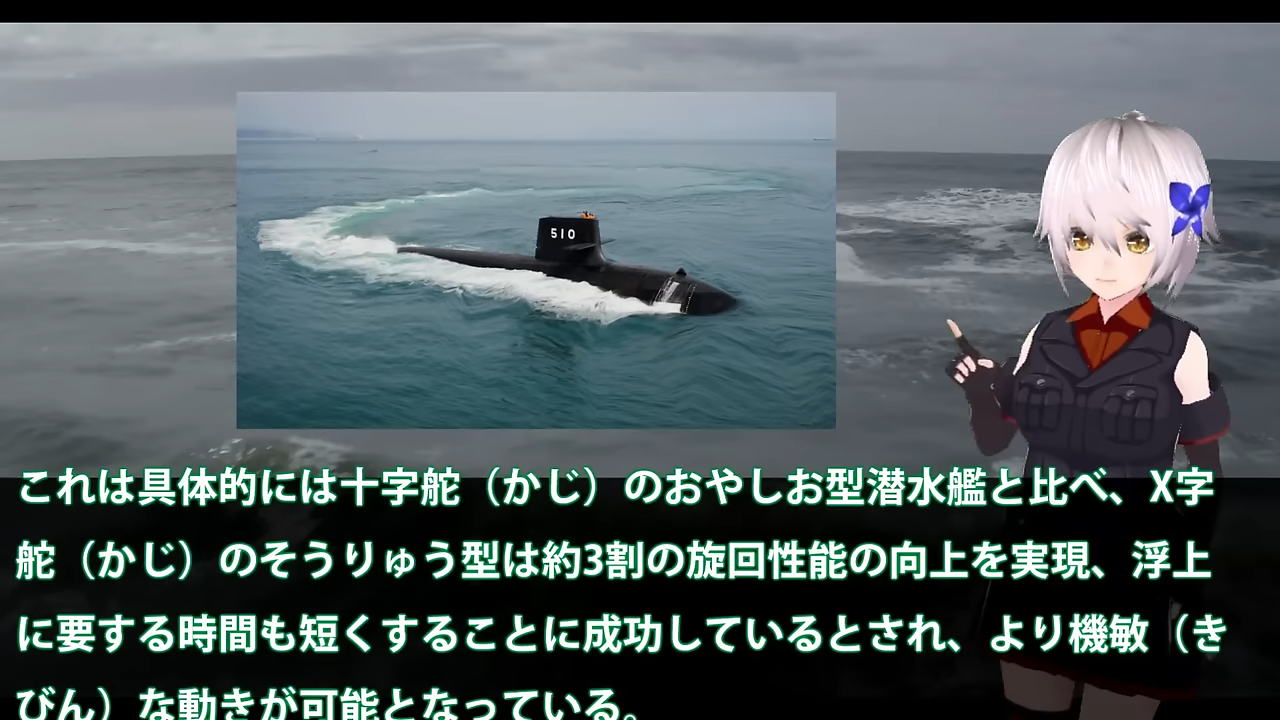 510
これは具体的には十字舵（かじ）のおやしお型潜水艦と比べ、X字
舵（かじ）のそうりゅう型は約3割の旋回性能の向上を実現、浮上
に要する時間も短くすることに成功しているとされ、より機敏（き
びん）な動きが可能となっている。